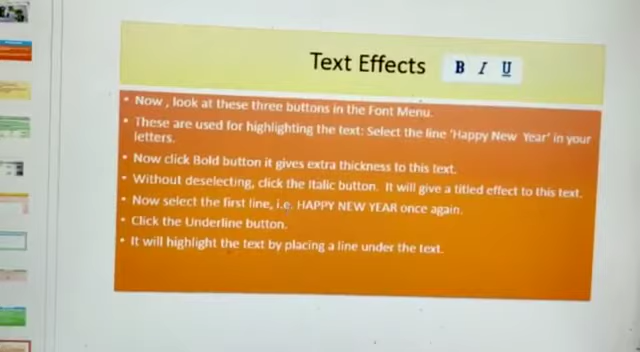 Text Effects B I U
• Now , look at these three buttons in the Font Menu.
• These are used for highlighting the text: Select the line 'Happy New Year' in your
letters.
• Now click Bold button it gives extra thickness to this text.
• Without deselecting, click the Italic button. It will give a titled effect to this text.
• Now select the first line, i.e. HAPPY NEW YEAR once again.
• Click the Underline button.
• It will highlight the text by placing a line under the text.